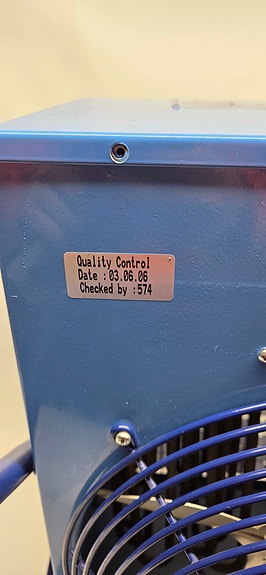 Quality Control
Date : 03.06.06
Checked by :574